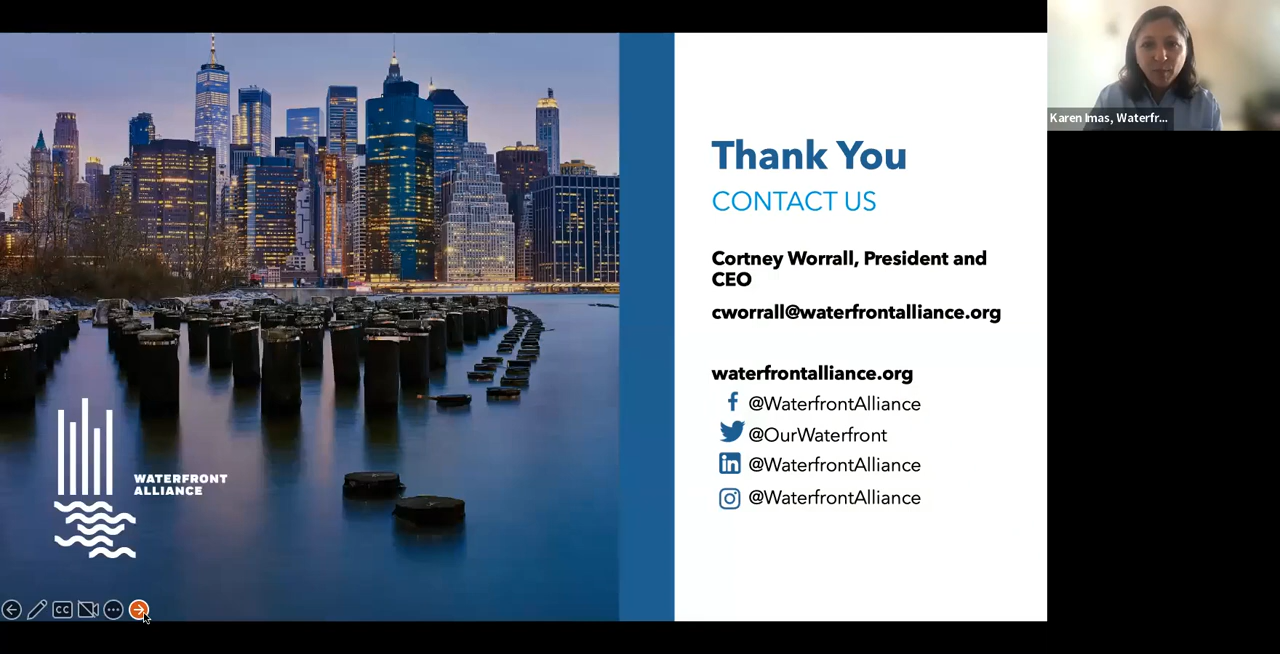 Thank You
CONTACT US
Cortney Worrall, President and
CEO
cworrall@waterfrontalliance.org
waterfrontalliance.org
@WaterfrontAlliance
@OurWaterfront
@WaterfrontAlliance
@WaterfrontAlliance
WATERFRONT
ALLIANCE
CC
Karen Imas, Waterfr...